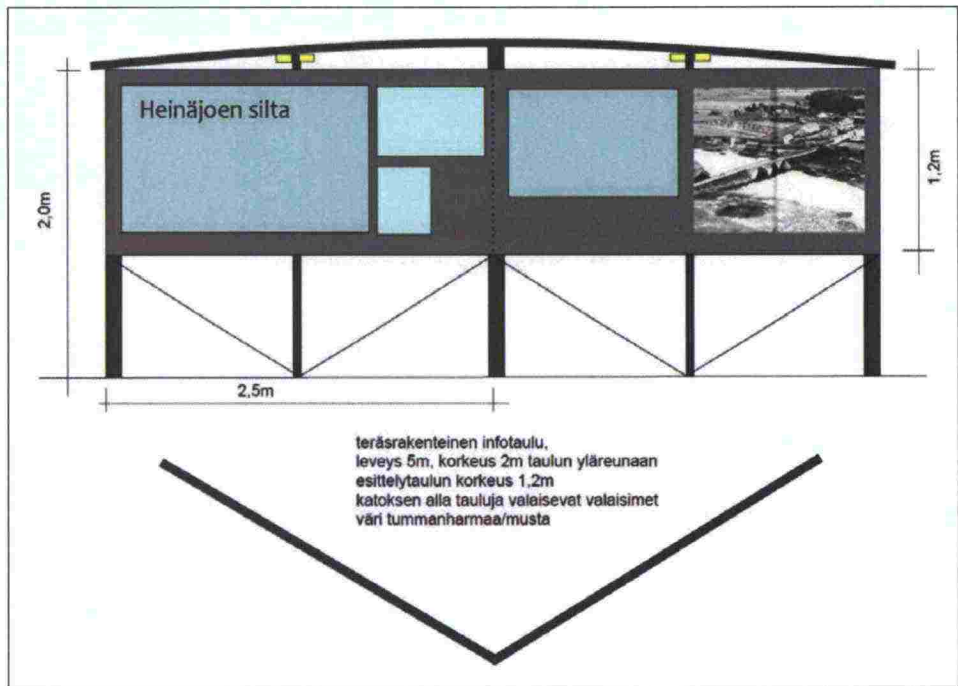 Heinäjoen silta
2,0m
1,2m
2,5m
teräsrakenteinen infotaulu,
leveys 5m, korkeus 2m taulun yläreunaan
esittelytaulun korkeus 1,2m
katoksen alla tauluja valaisevat valaisimet
väri tummanharmaa/musta